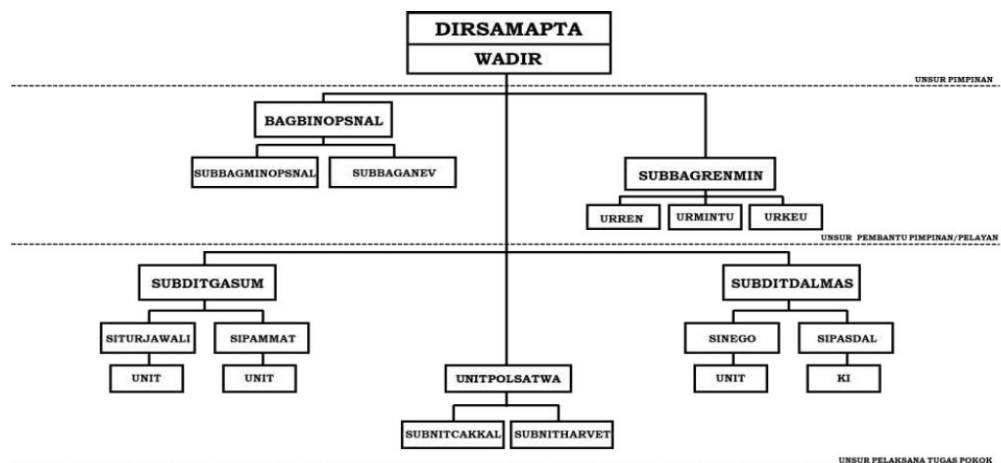 DIRSAMAPTA
WADIR
UNSUR PIMPINAN
BAGBINOPSNAL
SUBBAGMINOPSNAL
SUBBAGANEV
SUBBAGRENMIN
URREN
URMINTU
URKEU
UNSUR PEMBANTU PIMPINAN/PELAYAN
SUBDITGASUM
SUBDITDALMAS
SITURJAWALI
SIPAMMAT
SINEGO
SIPASDAL
UNIT
UNIT
UNITPOLSATWA
UNIT
KI
SUBNITCAKKAL
SUBNITHARVET
UNSUR PELAKSANA TUGAS POKOK